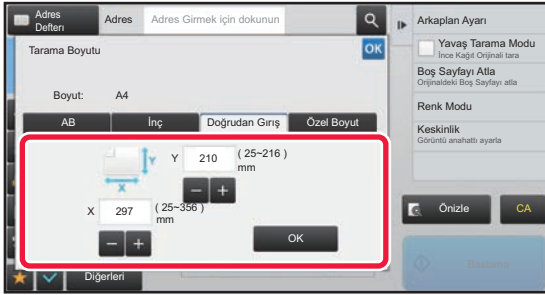 Adres
Defteri
Adres
Adres Girmek için dokunun
Tarama Boyutu
OK
Boyut:
A4
AB
İnç
Doğrudan Giriş
Özel Boyut
Y
X
Y
210
( 25~216 )
mm
X
297
( 25~356 )
mm
OK
Diğerleri
Arkaplan Ayarı
Yavaş Tarama Modu
İnce Kağıt Orijinali tara
Boş Sayfayı Atla
Orijinaldeki Boş Sayfayı atla
Renk Modu
Keskinlik
Görüntü anahattı ayarla
Önizle
CA